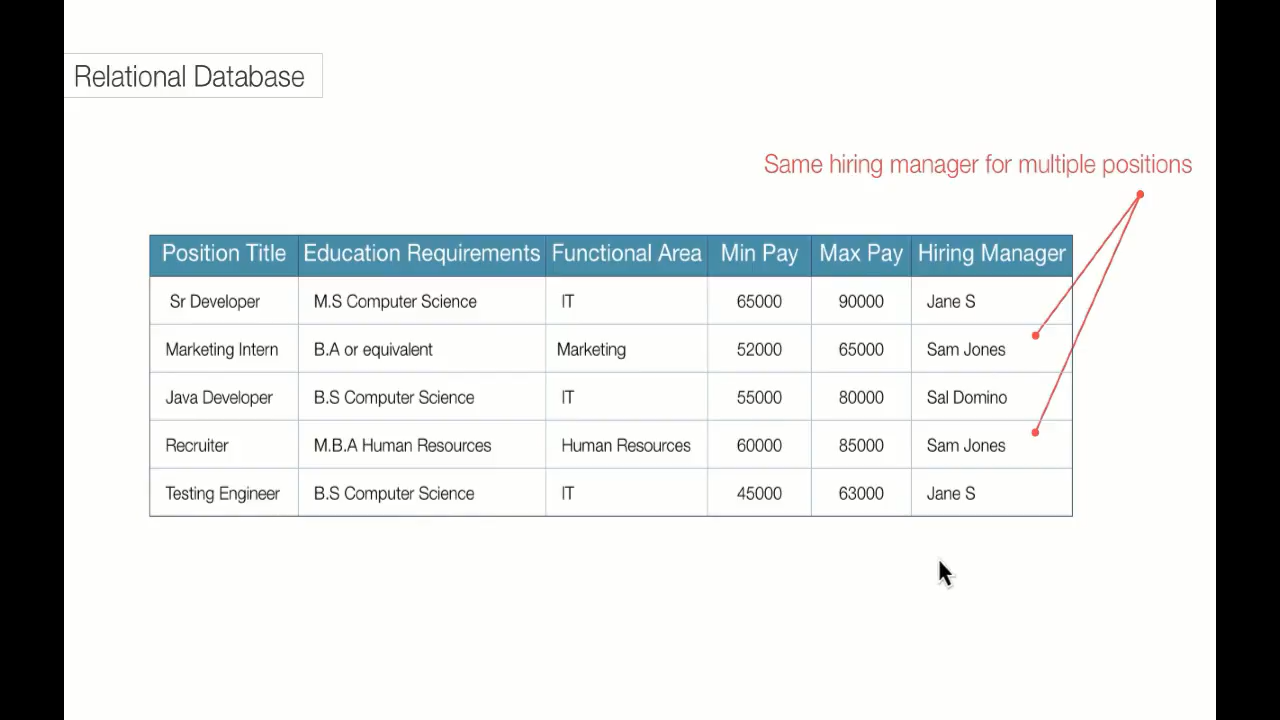 Relational Database
Same hiring manager for multiple positions
Position Title Education Requirements Functional Area Min Pay Max Pay Hiring Manager
Sr Developer M.S Computer Science IT 65000 90000 Jane S
Marketing Intern B.A or equivalent Marketing 52000 65000 Sam Jones
Java Developer B.S Computer Science IT 55000 80000 Sal Domino
Recruiter M.B.A Human Resources Human Resources 60000 85000 Sam Jones
Testing Engineer B.S Computer Science IT 45000 63000 Jane S